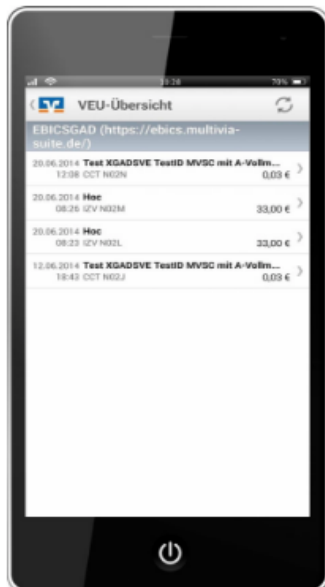 10:28 70%
VEU-Übersicht
EBICSGAD (https://ebics.multivia-
suite.de/)
20.06.2014 Test XGADSVE TestID MVSC mit A-Vollm...
12:08 CCT N02N 0,03 €
20.06.2014 Hoc
08:26 IZV N02M 33,00 €
20.06.2014 Hoc
08:23 IZV N02L 33,00 €
12.06.2014 Test XGADSVE TestID MVSC mit A-Vollm...
19:43 CCT N02J 0,03 €